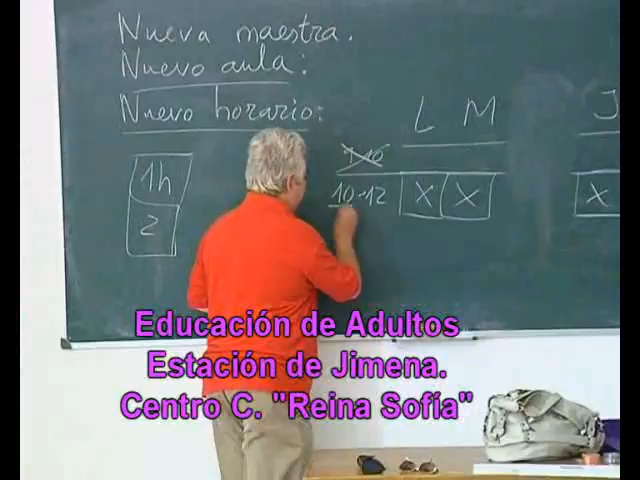 Nueva maestra.
Nuevo aula:
Nuevo horario:
L M J
1h
2
10-12 X X X
Educación de Adultos
Estación de Jimena.
Centro C. "Reina Sofía"